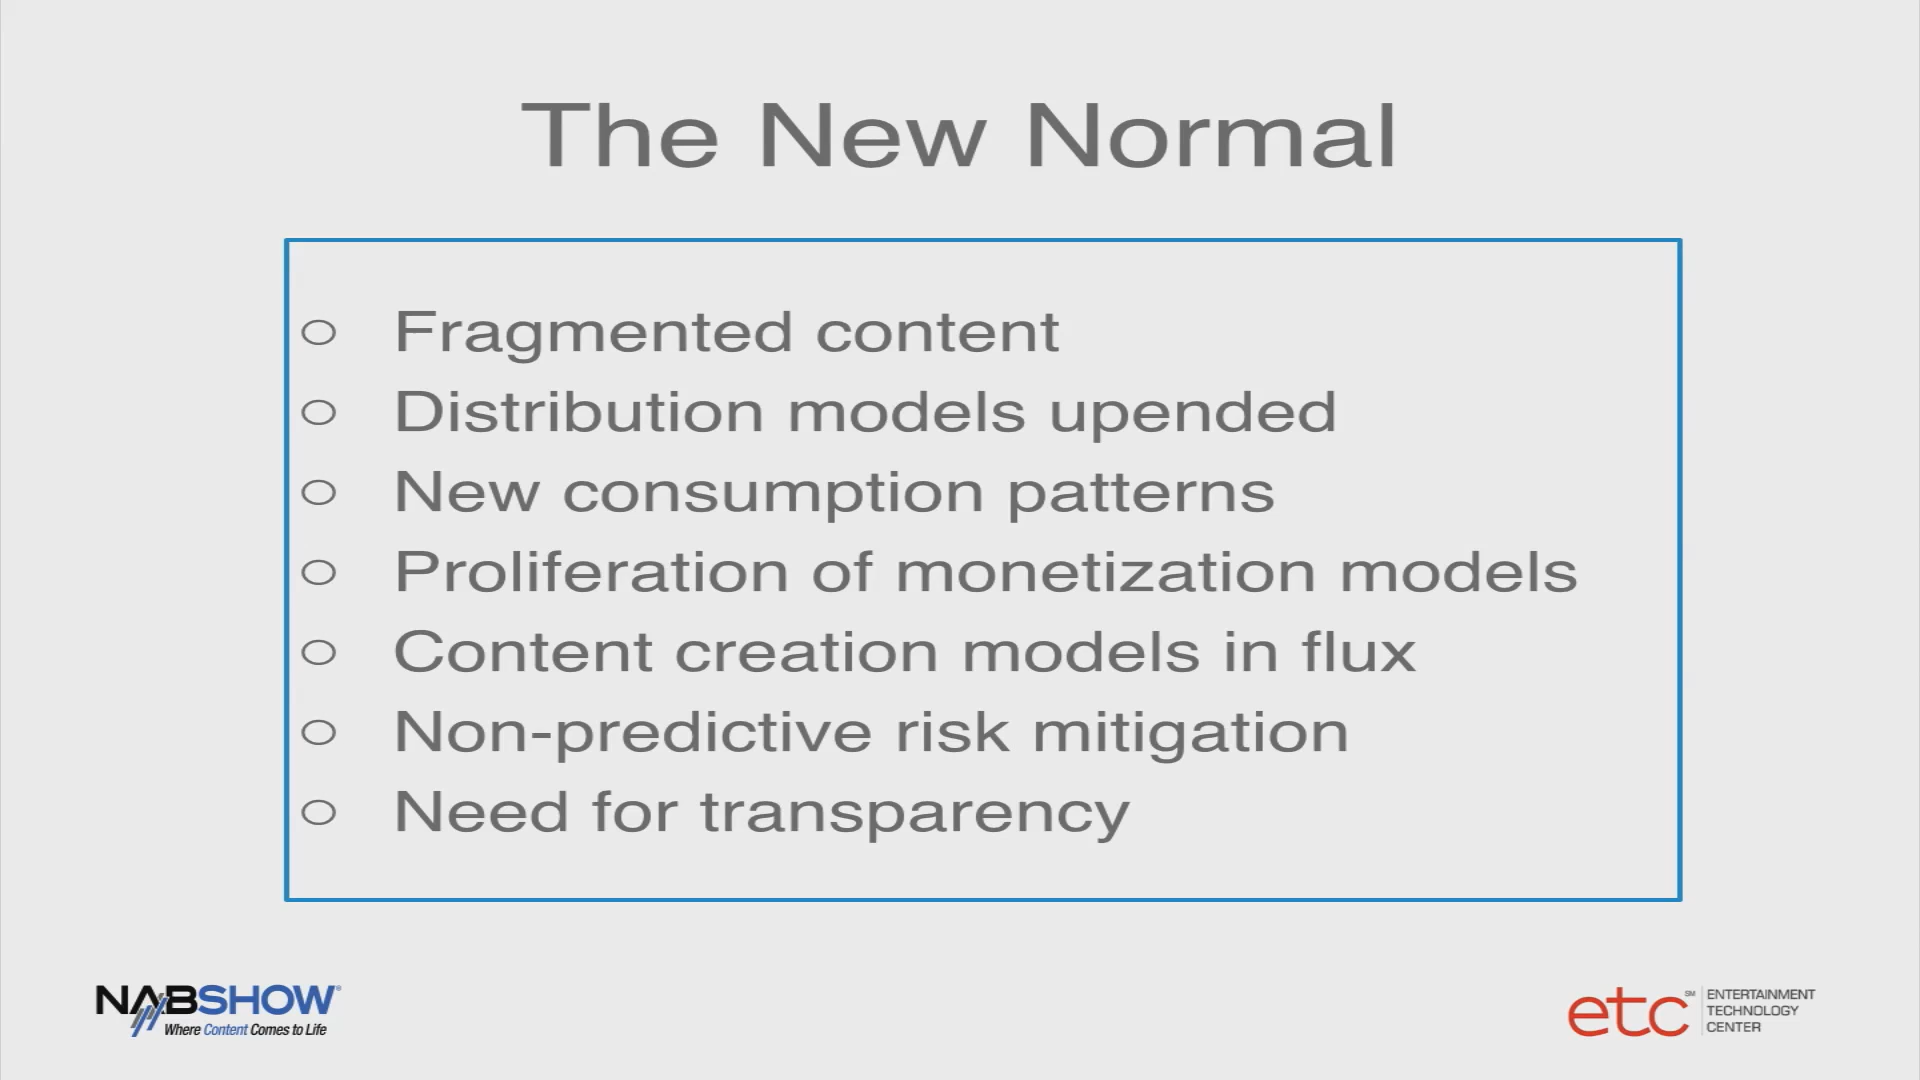 The New Normal
Fragmented content
Distribution models upended
New consumption patterns
Proliferation of monetization models
Content creation models in flux
Non-predictive risk mitigation
Need for transparency
NABSHOW®
Where Content Comes to Life
etc℠
ENTERTAINMENT
TECHNOLOGY
CENTER